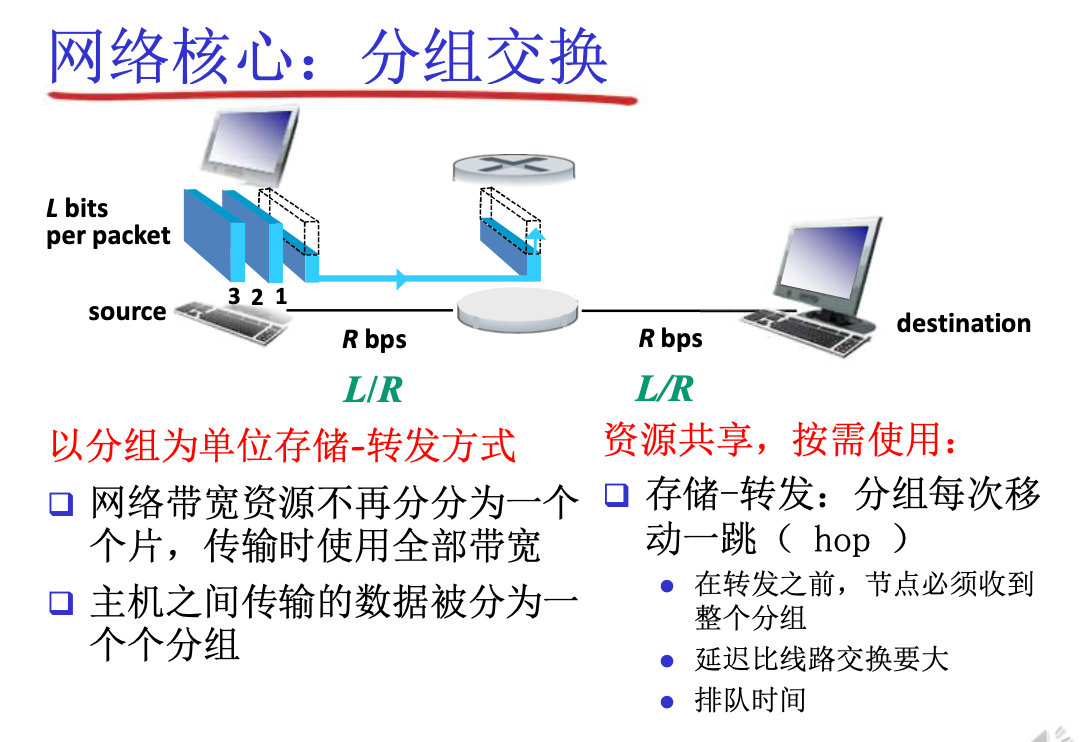 网络核心：分组交换
L bits
per packet
3 2 1
source
R bps
R bps
destination
L/R
L/R
以分组为单位存储-转发方式
网络带宽资源不再分分为一个
个片，传输时使用全部带宽
主机之间传输的数据被分为一
个个分组
资源共享，按需使用：
存储-转发：分组每次移
动一跳（ hop ）
在转发之前，节点必须收到
整个分组
延迟比线路交换要大
排队时间